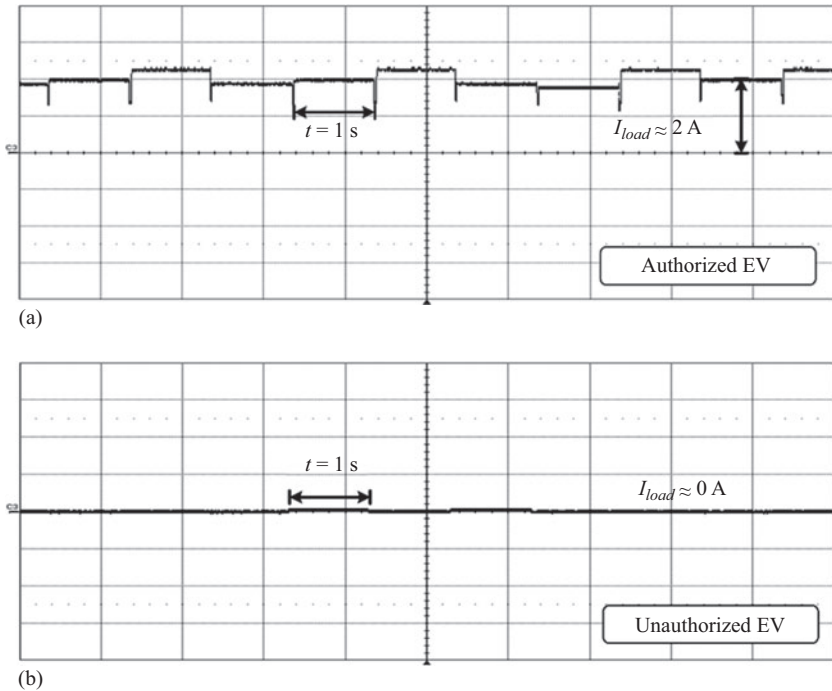 t = 1 s
I_load ≈ 2 A
Authorized EV
(a)
t = 1 s
I_load ≈ 0 A
Unauthorized EV
(b)